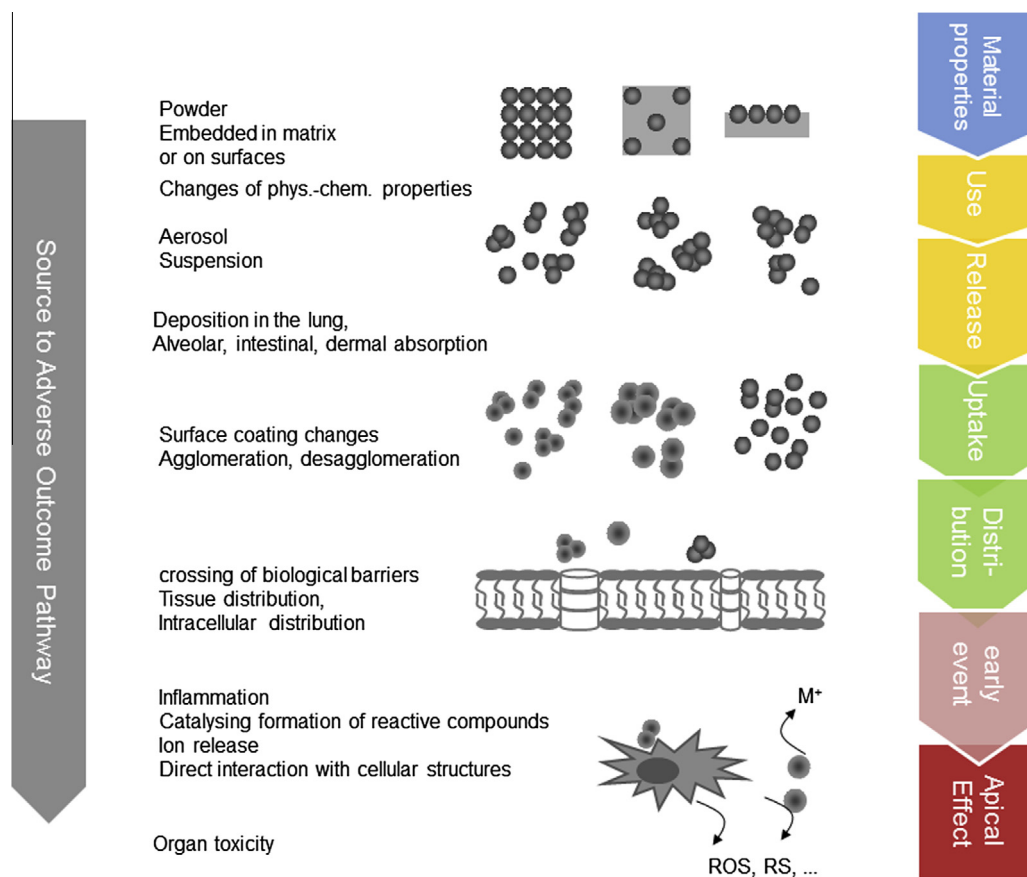 Source to Adverse Outcome Pathway
Powder
Embedded in matrix
or on surfaces
Changes of phys.-chem. properties
Aerosol
Suspension
Deposition in the lung,
Alveolar, intestinal, dermal absorption
Surface coating changes
Agglomeration, desagglomeration
crossing of biological barriers
Tissue distribution,
Intracellular distribution
Inflammation
Catalysing formation of reactive compounds
Ion release
Direct interaction with cellular structures
Organ toxicity
M⁺
ROS, RS, ...
Material
properties
Use
Release
Uptake
Distri-
bution
early
event
Apical
Effect